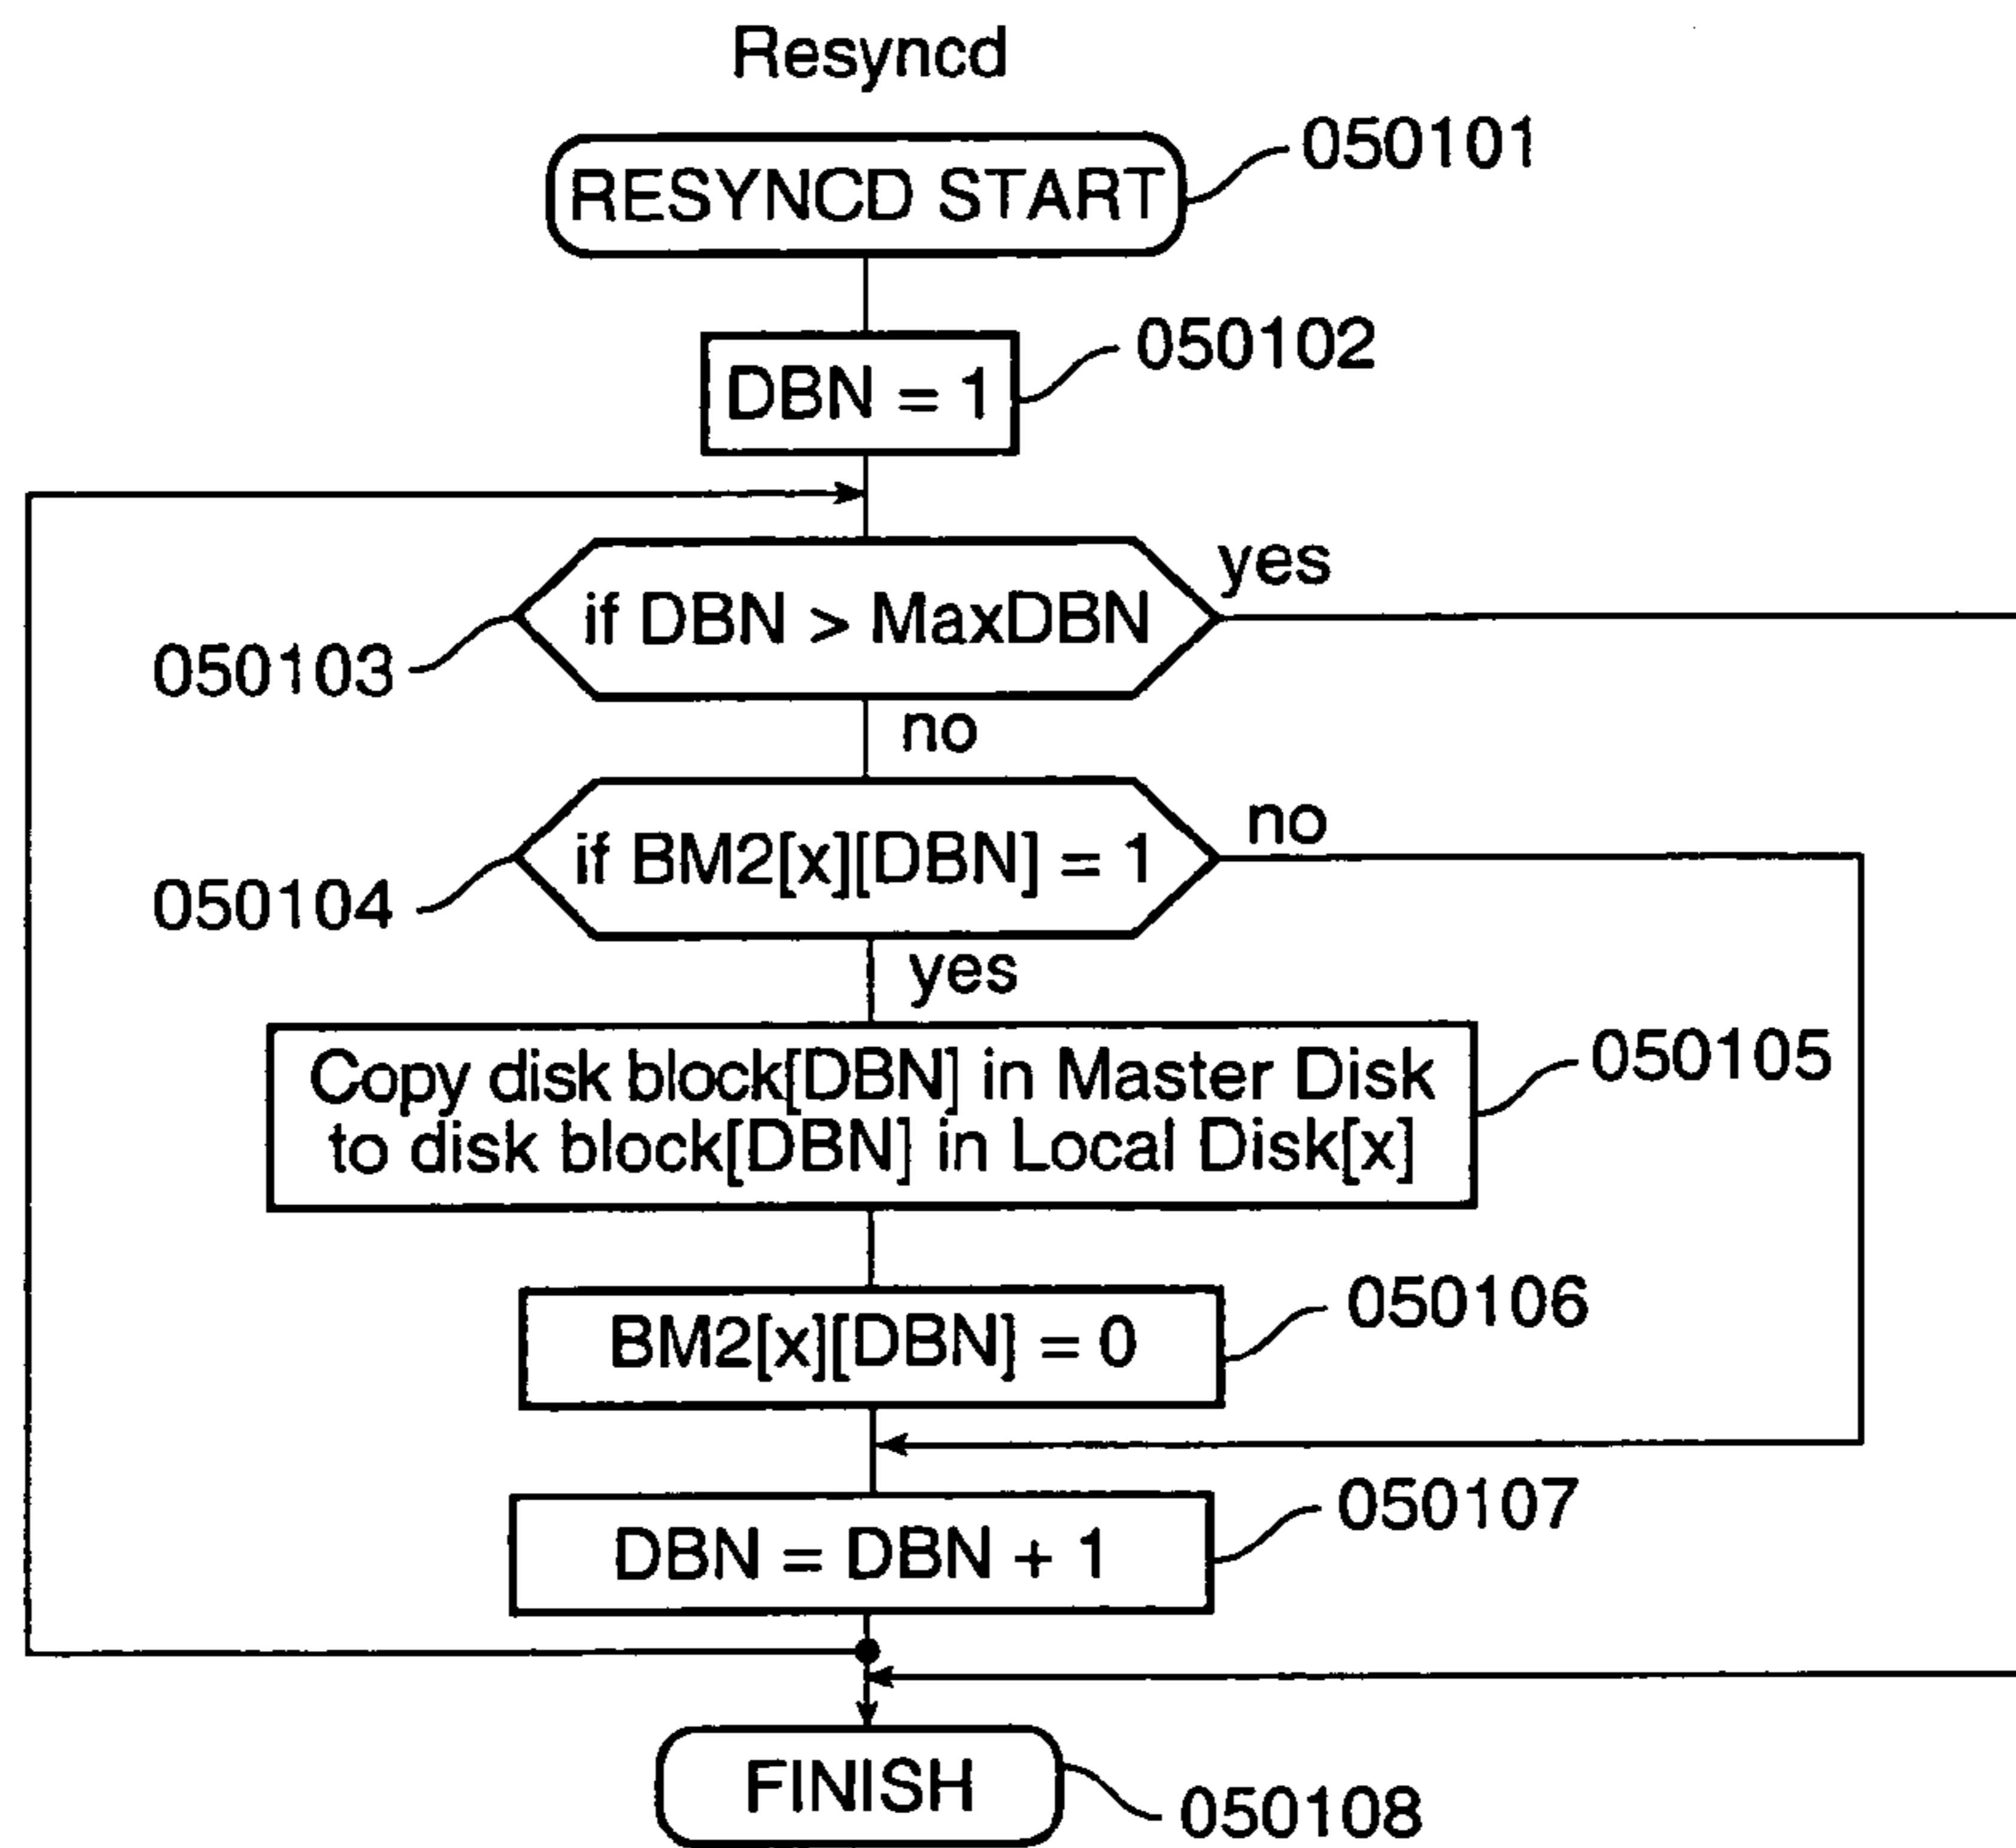 Resyncd
RESYNCD START
050101
DBN = 1
050102
if DBN > MaxDBN
yes
050103
no
if BM2[x][DBN] = 1
no
050104
yes
Copy disk block[DBN] in Master Disk
to disk block[DBN] in Local Disk[x]
050105
BM2[x][DBN] = 0
050106
DBN = DBN + 1
050107
FINISH
050108